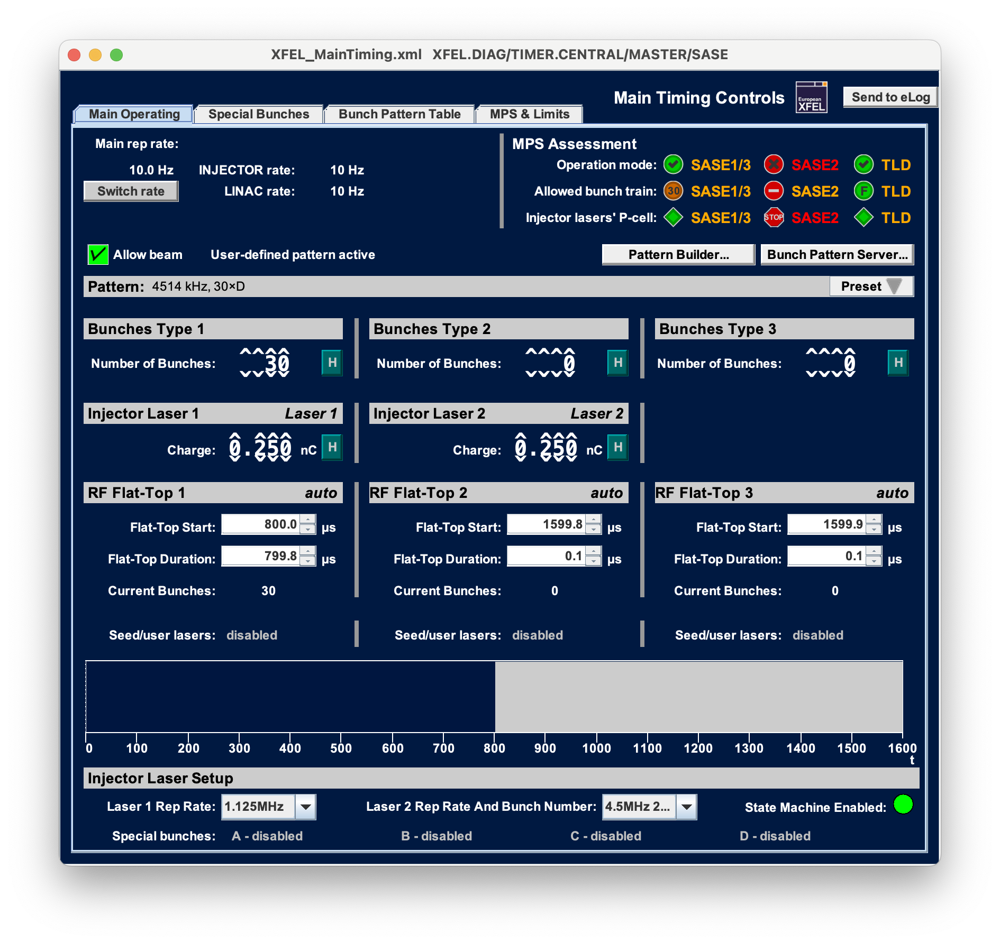 XFEL_MainTiming.xml XFEL.DIAG/TIMER.CENTRAL/MASTER/SASE
Main Timing Controls
European
XFEL
Send to eLog
Main Operating
Special Bunches
Bunch Pattern Table
MPS & Limits
Main rep rate:
10.0 Hz
INJECTOR rate: 10 Hz
Switch rate
LINAC rate: 10 Hz
MPS Assessment
Operation mode: SASE1/3 SASE2 TLD
Allowed bunch train: 30 SASE1/3 SASE2 F TLD
Injector lasers' P-cell: SASE1/3 STOP SASE2 TLD
Allow beam
User-defined pattern active
Pattern Builder...
Bunch Pattern Server...
Pattern: 4514 kHz, 30×D
Preset
Bunches Type 1
Bunches Type 2
Bunches Type 3
Number of Bunches: 30 H
Number of Bunches: 0 H
Number of Bunches: 0 H
Injector Laser 1 Laser 1
Injector Laser 2 Laser 2
Charge: 0.250 nC H
Charge: 0.250 nC H
RF Flat-Top 1 auto
RF Flat-Top 2 auto
RF Flat-Top 3 auto
Flat-Top Start: 800.0 µs
Flat-Top Start: 1599.8 µs
Flat-Top Start: 1599.9 µs
Flat-Top Duration: 799.8 µs
Flat-Top Duration: 0.1 µs
Flat-Top Duration: 0.1 µs
Current Bunches: 30
Current Bunches: 0
Current Bunches: 0
Seed/user lasers: disabled
Seed/user lasers: disabled
Seed/user lasers: disabled
0 100 200 300 400 500 600 700 800 900 1000 1100 1200 1300 1400 1500 1600
t
Injector Laser Setup
Laser 1 Rep Rate: 1.125MHz
Laser 2 Rep Rate And Bunch Number: 4.5MHz 2...
State Machine Enabled:
Special bunches: A - disabled B - disabled C - disabled D - disabled